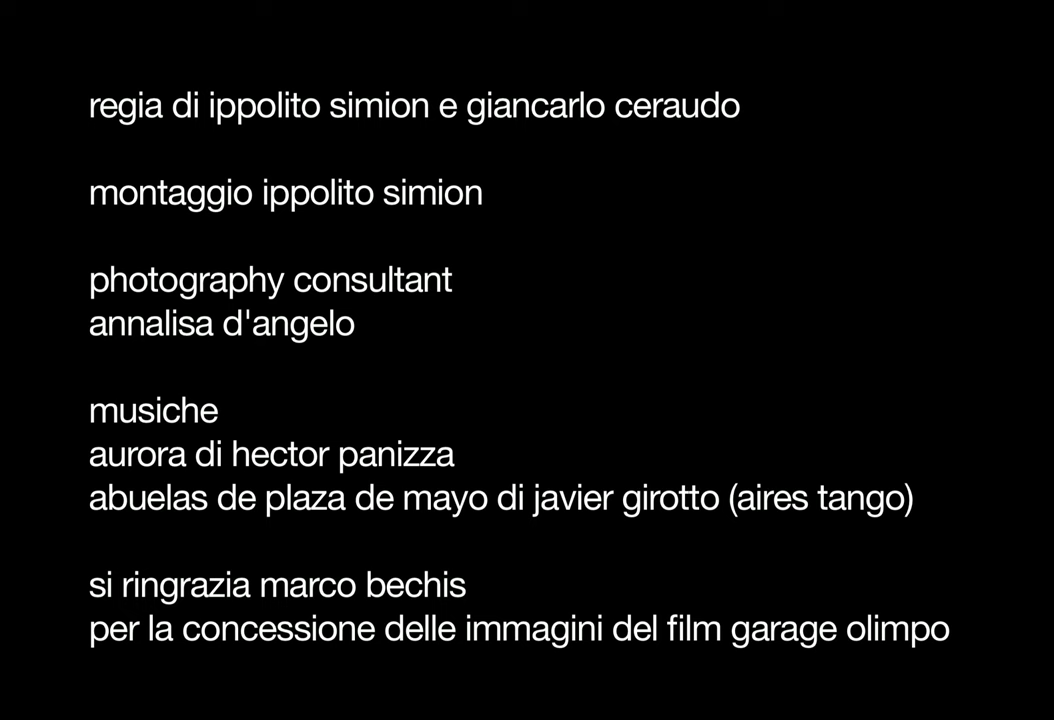 regia di ippolito simion e giancarlo ceraudo
montaggio ippolito simion
photography consultant
annalisa d'angelo
musiche
aurora di hector panizza
abuelas de plaza de mayo di javier girotto (aires tango)
si ringrazia marco bechis
per la concessione delle immagini del film garage olimpo